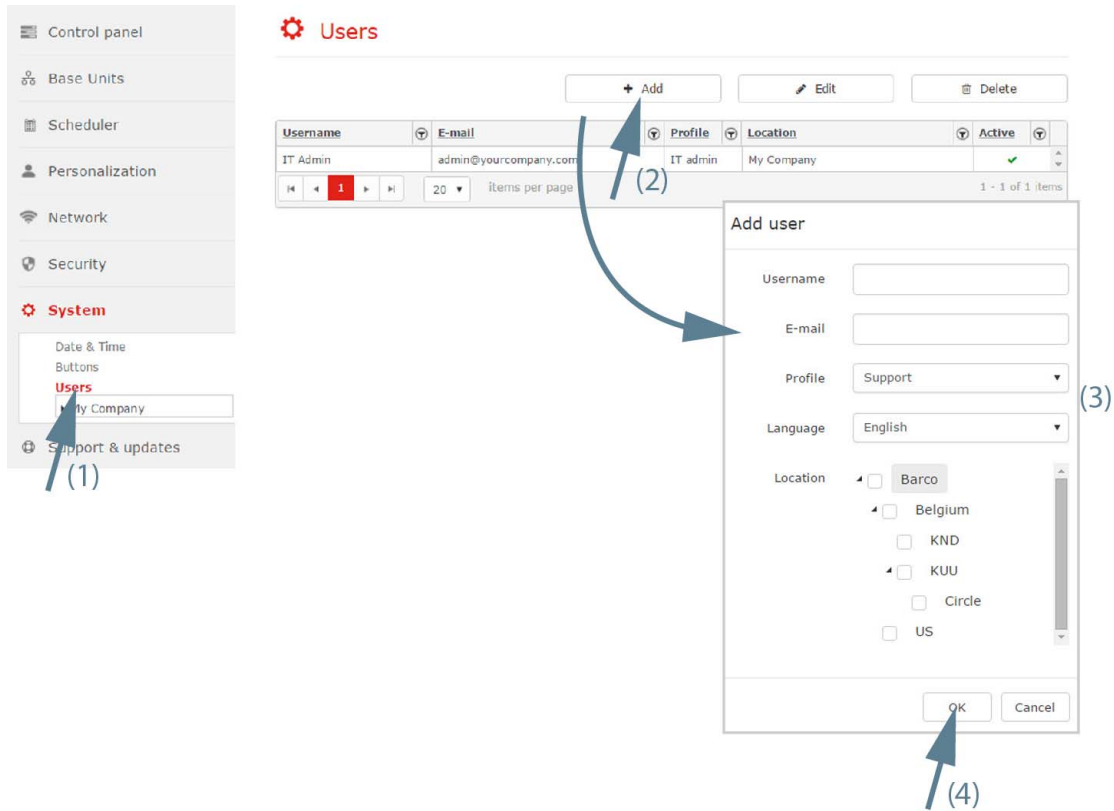 Control panel
Base Units
Scheduler
Personalization
Network
Security
System
Date & Time
Buttons
Users
My Company
Support & updates
(1)
Users
+ Add
Edit
Delete
Username E-mail Profile Location Active
IT Admin admin@yourcompany.com IT admin My Company
1 20 items per page 1 - 1 of 1 items
(2)
Add user
Username
E-mail
Profile Support
(3)
Language English
Location Barco
Belgium
KND
KUU
Circle
US
OK Cancel
(4)